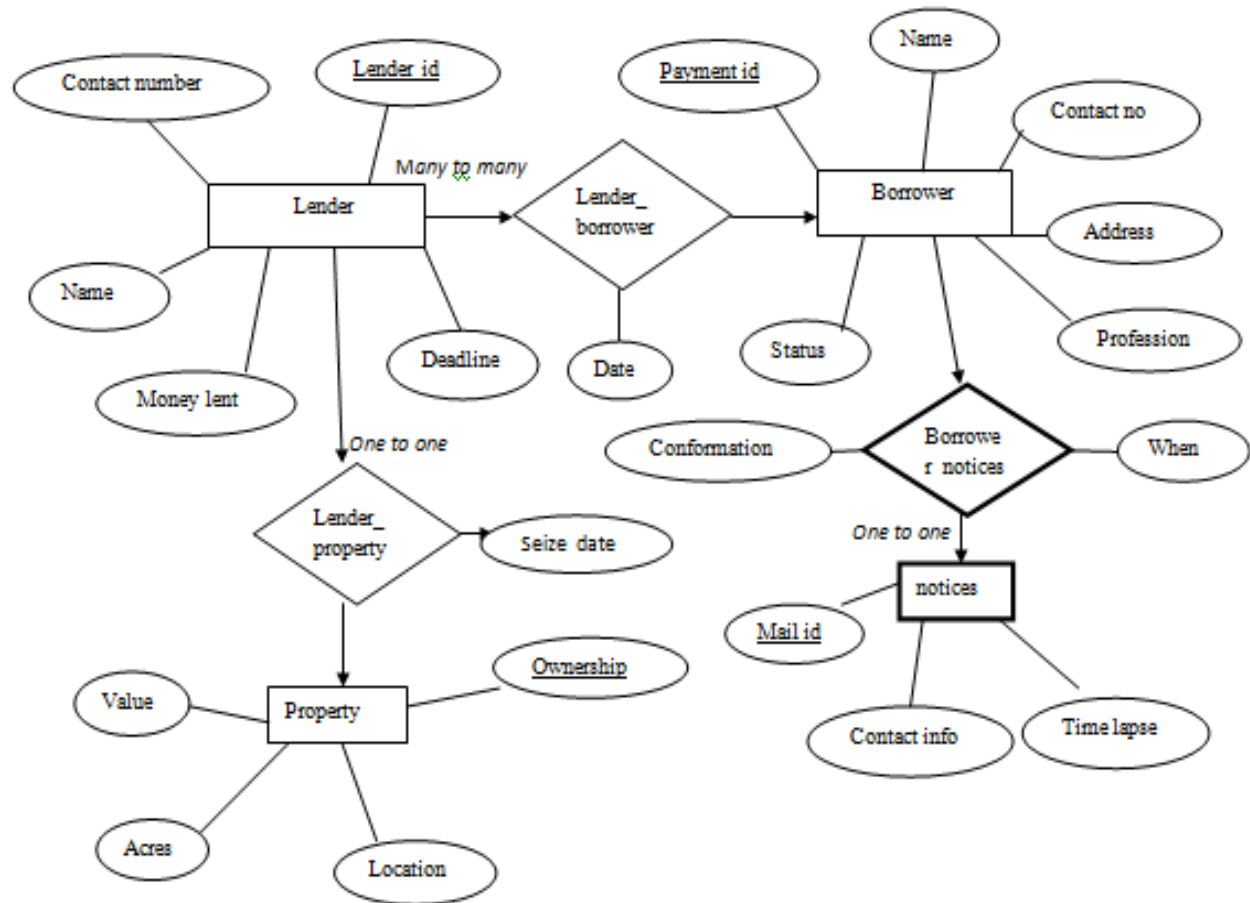 Name
Lender id
Payment id
Contact number
Contact no
Many to many
Lender
Lender_
borrower
Borrower
Address
Name
Deadline
Date
Status
Profession
Money lent
One to one
Conformation
Borrowe
r notices
When
Lender_
property
Seize date
One to one
notices
Mail id
Ownership
Value
Property
Contact info
Time lapse
Acres
Location